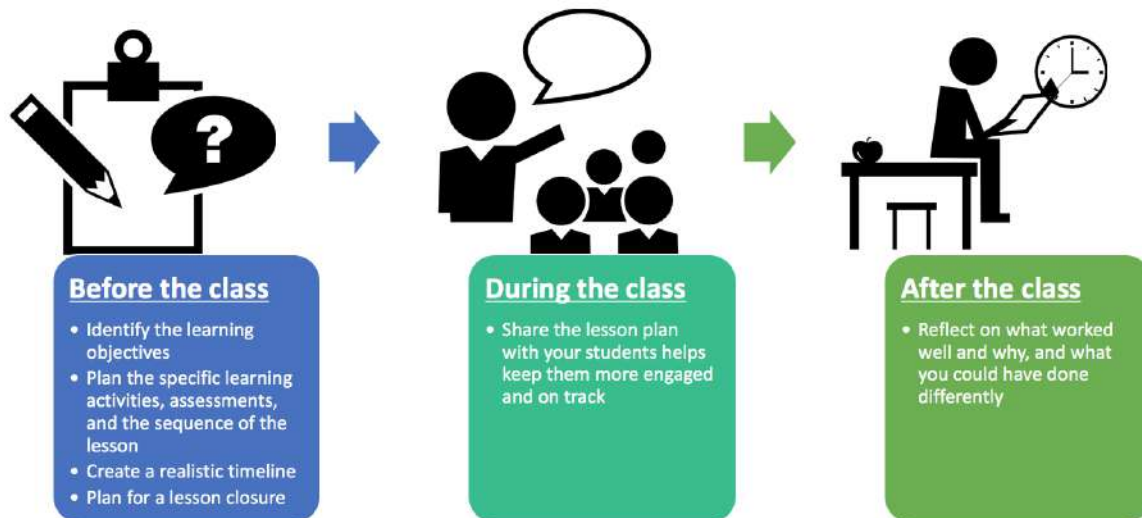 ?
Before the class
• Identify the learning
objectives
• Plan the specific learning
activities, assessments,
and the sequence of the
lesson
• Create a realistic timeline
• Plan for a lesson closure
During the class
• Share the lesson plan
with your students helps
keep them more engaged
and on track
After the class
• Reflect on what worked
well and why, and what
you could have done
differently